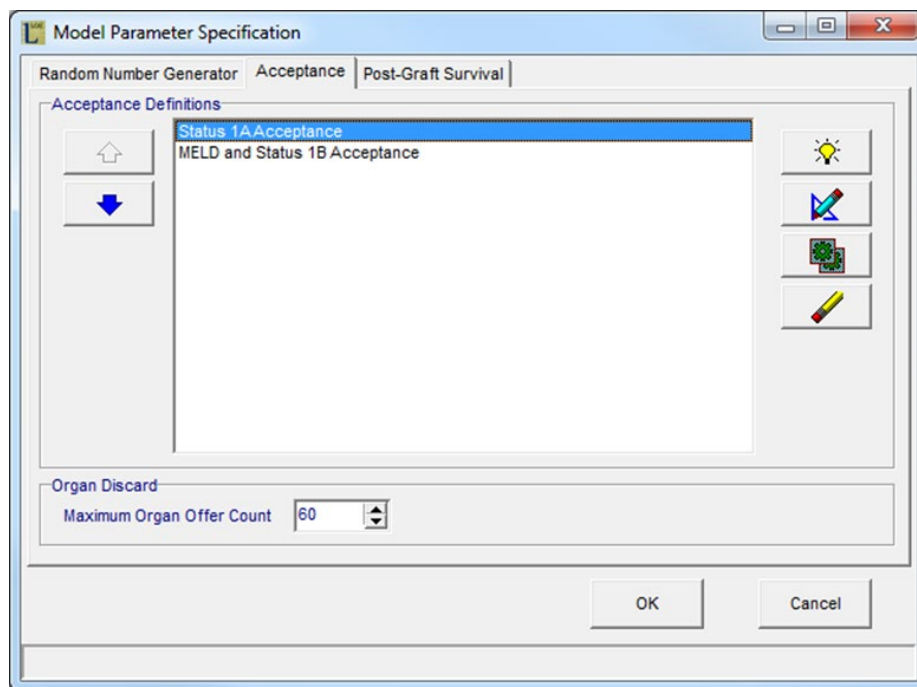 Model Parameter Specification
Random Number Generator Acceptance Post-Graft Survival
Acceptance Definitions
Status 1A Acceptance
MELD and Status 1B Acceptance
Organ Discard
Maximum Organ Offer Count 60
OK Cancel